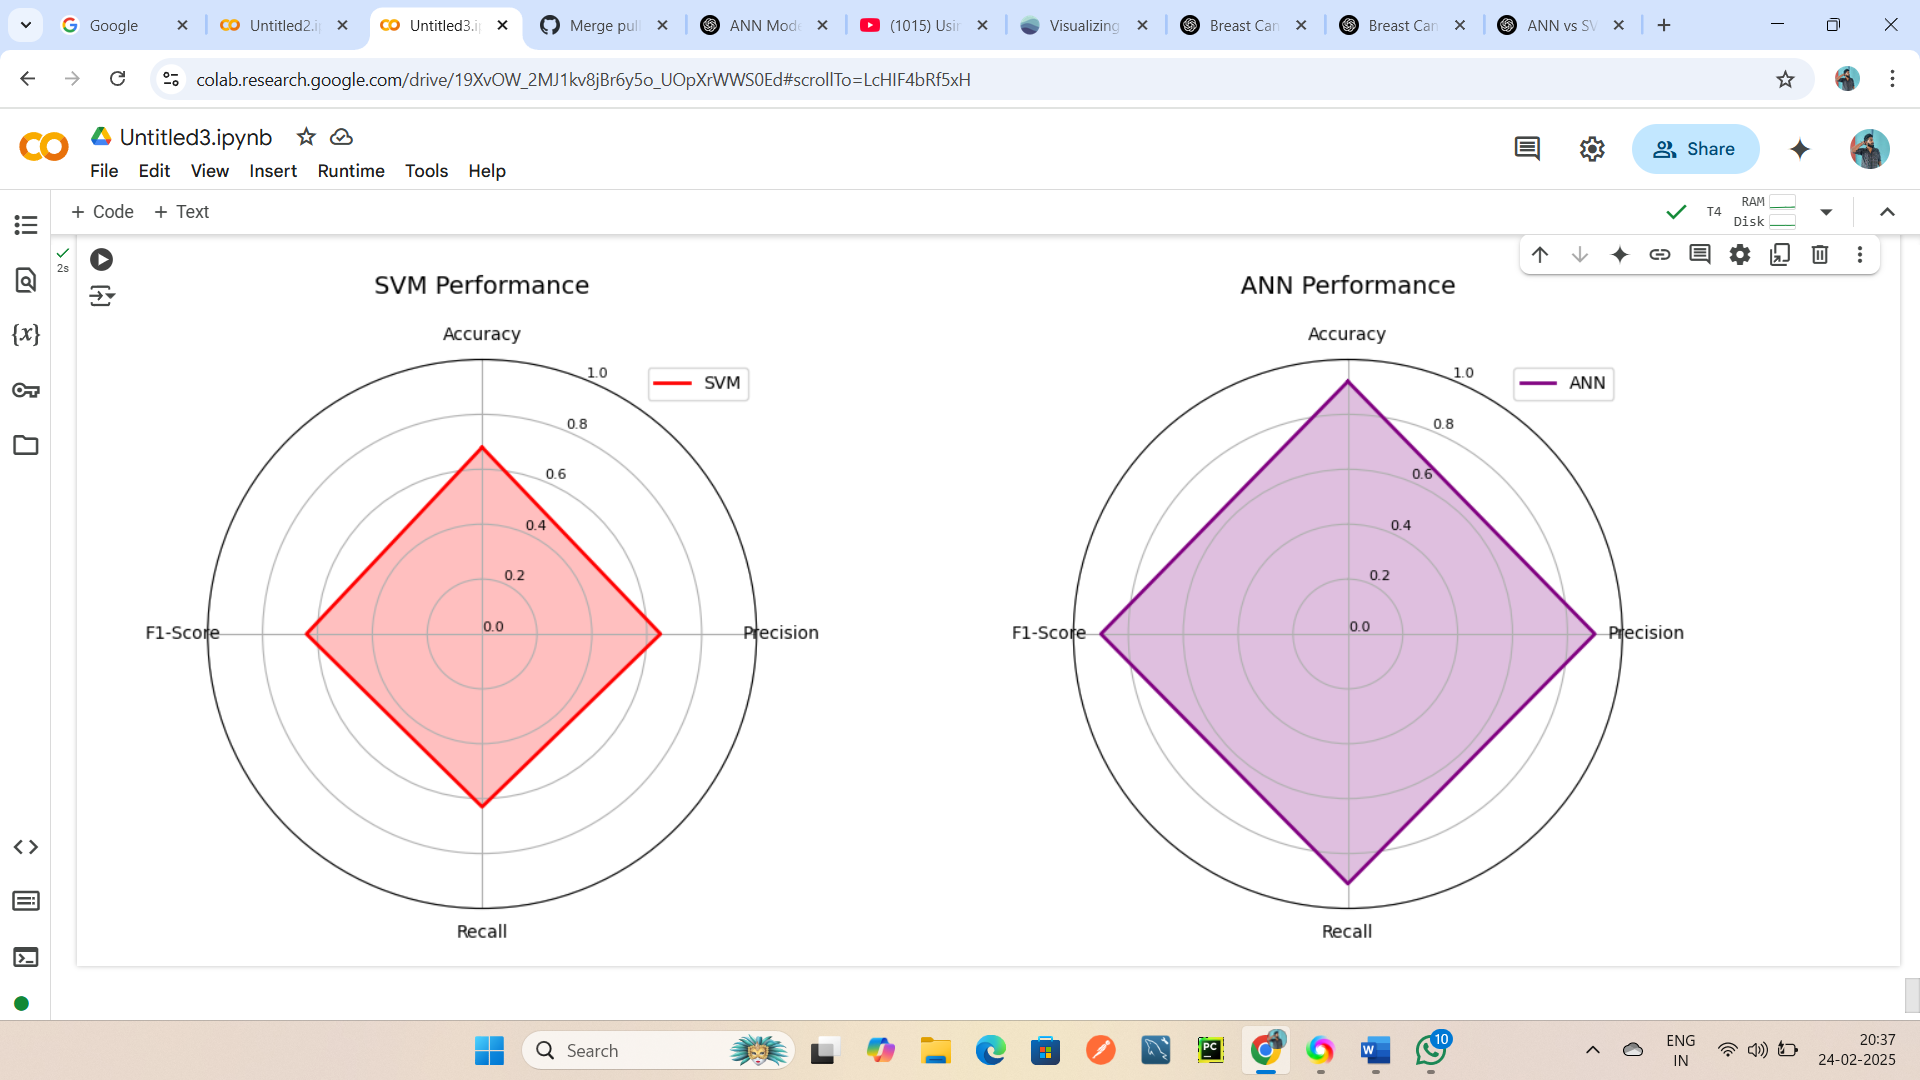 Google
Untitled2.i
Untitled3.i
Merge pull
ANN Mode
(1015) Usin
Visualizing
Breast Can
Breast Can
ANN vs SV
colab.research.google.com/drive/19XvOW_2MJ1kv8jBr6y5o_UOpXrWWS0Ed#scrollTo=LcHIF4bRf5xH
Untitled3.ipynb
File Edit View Insert Runtime Tools Help
Share
+ Code + Text
T4
RAM
Disk
2s
SVM Performance
Accuracy
1.0
0.8
0.6
0.4
0.2
0.0
SVM
F1-Score
Precision
Recall
ANN Performance
Accuracy
1.0
0.8
0.6
0.4
0.2
0.0
ANN
F1-Score
Precision
Recall
Search
PC
W
10
ENG
IN
20:37
24-02-2025